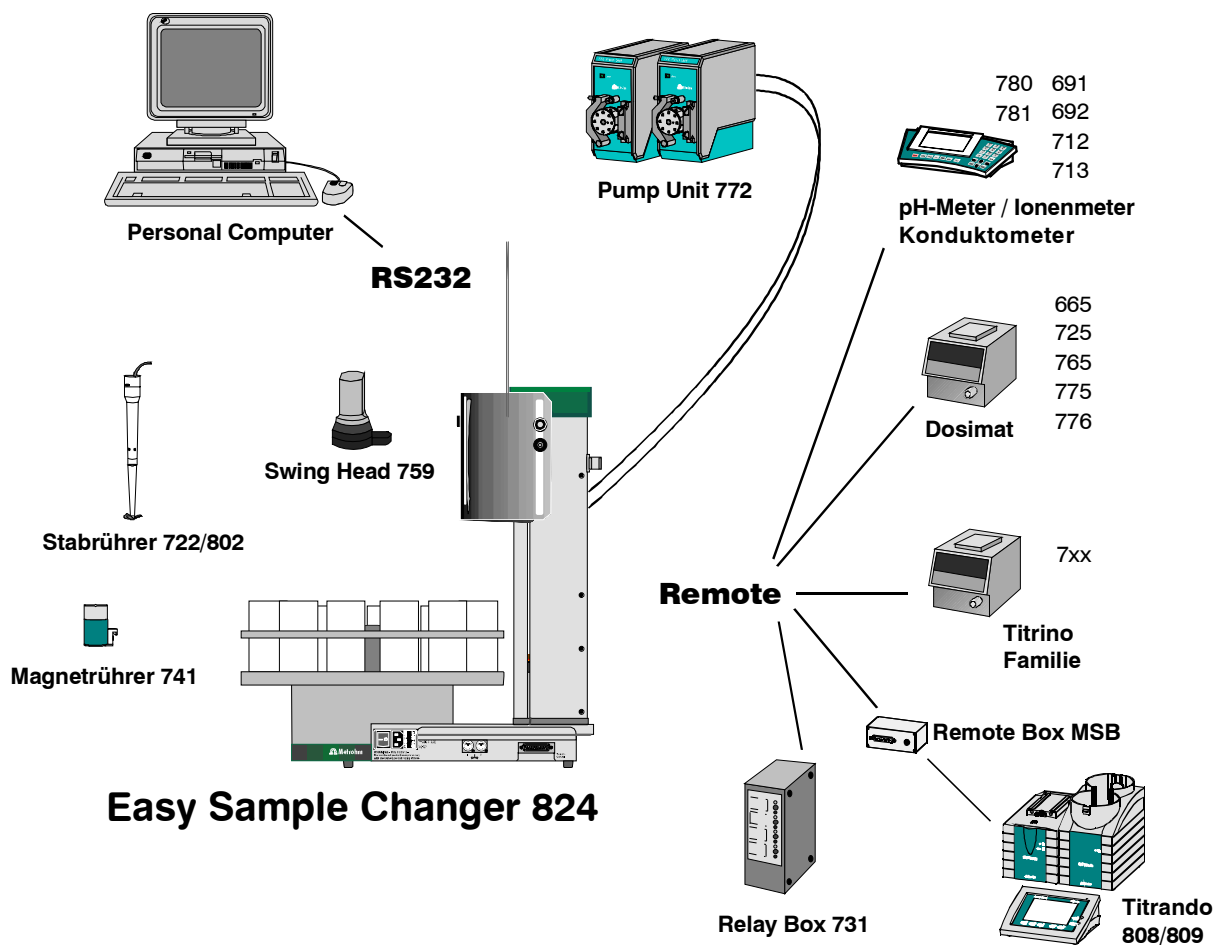 780 691
781 692
712
713
Pump Unit 772
pH-Meter / Ionenmeter
Konduktometer
Personal Computer
RS232
665
725
765
775
776
Dosimat
Swing Head 759
Stabrührer 722/802
7xx
Remote
Titrino
Familie
Magnetrührer 741
Remote Box MSB
Metrohm
Easy Sample Changer 824
Relay Box 731
Titrando
808/809